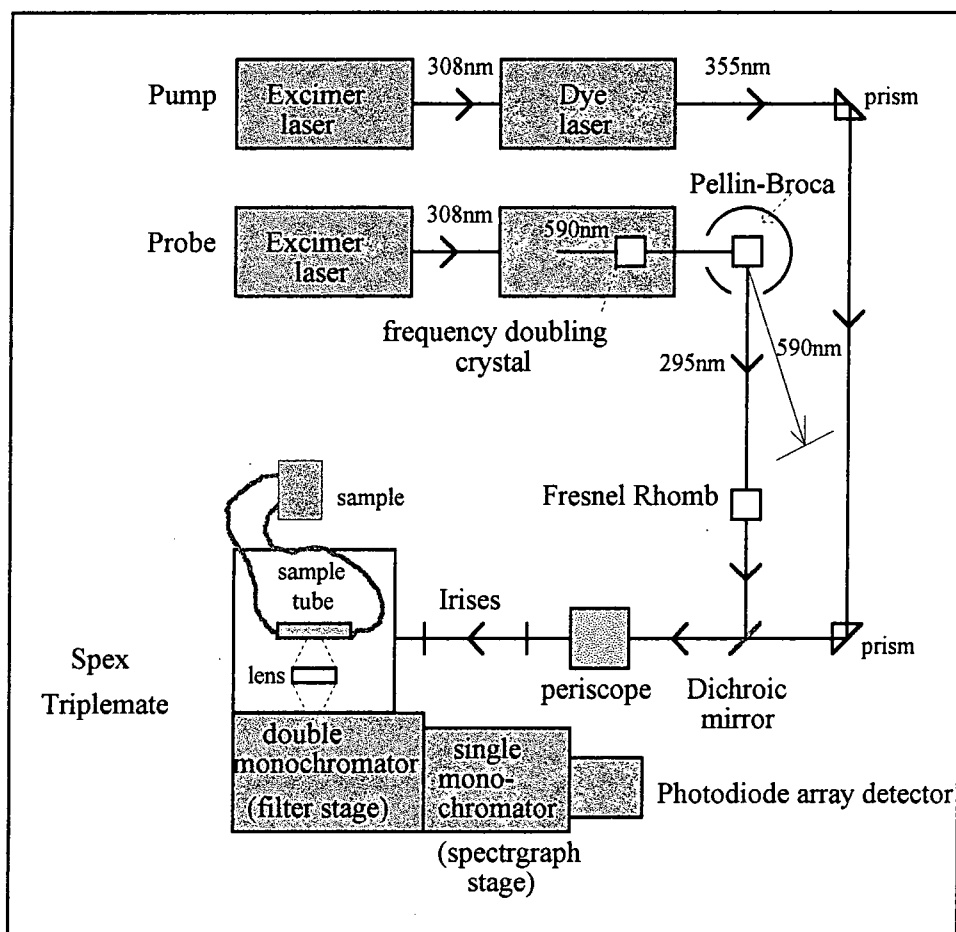 308nm
355nm
Pump
Excimer
laser
Dye
laser
prism
Pellin-Broca
308nm
Probe
Excimer
laser
590nm
frequency doubling
crystal
295nm
590nm
Fresnel Rhomb
sample
sample
tube
Irises
lens
periscope
Dichroic
mirror
prism
Spex
Triplemate
double
monochromator
(filter stage)
single
mono-
chromator
(spectrgraph
stage)
Photodiode array detector